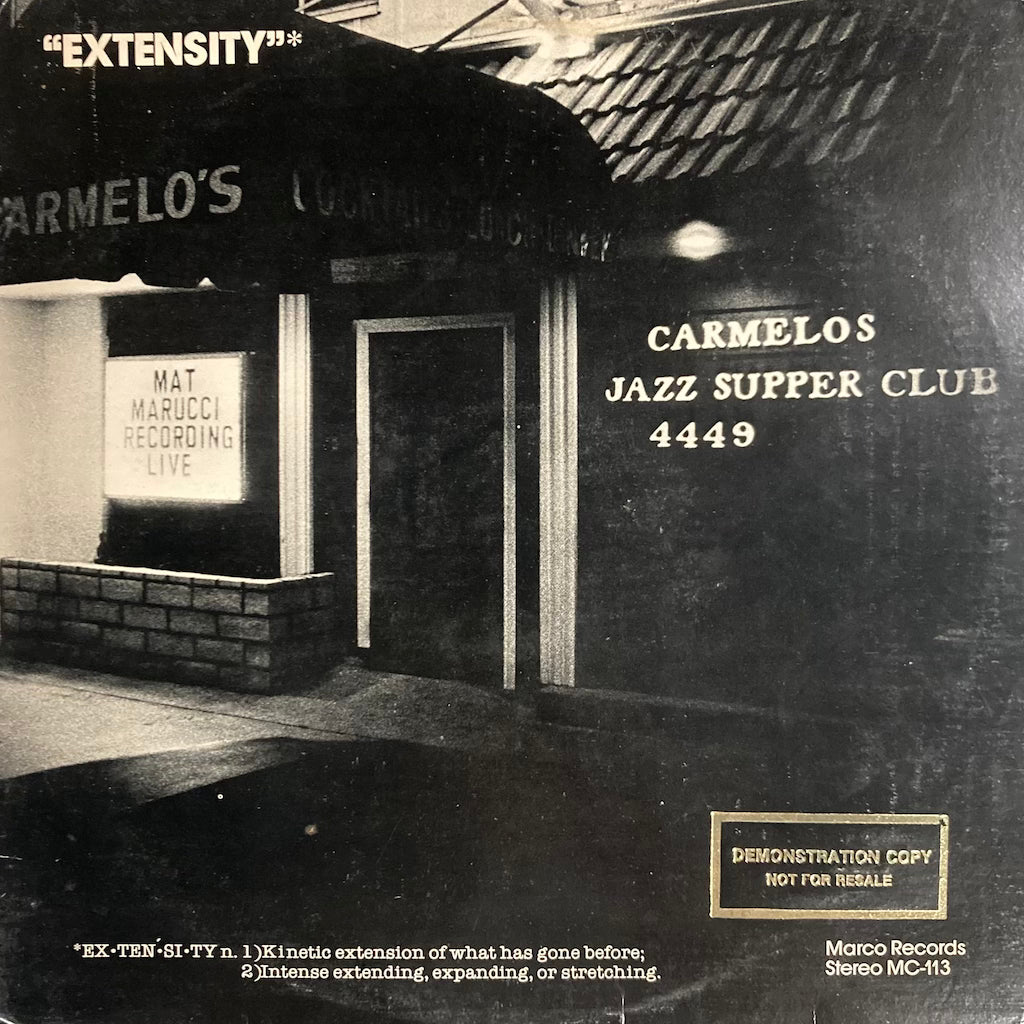 "EXTENSITY"*
CARMELO'S
COCKTAILS
MAT
MARUCCI
RECORDING
LIVE
CARMELOS
JAZZ SUPPER CLUB
4449
DEMONSTRATION COPY
NOT FOR RESALE
*EX•TEN´SI•TY n. 1)Kinetic extension of what has gone before;
2)Intense extending, expanding, or stretching.
Marco Records
Stereo MC-113